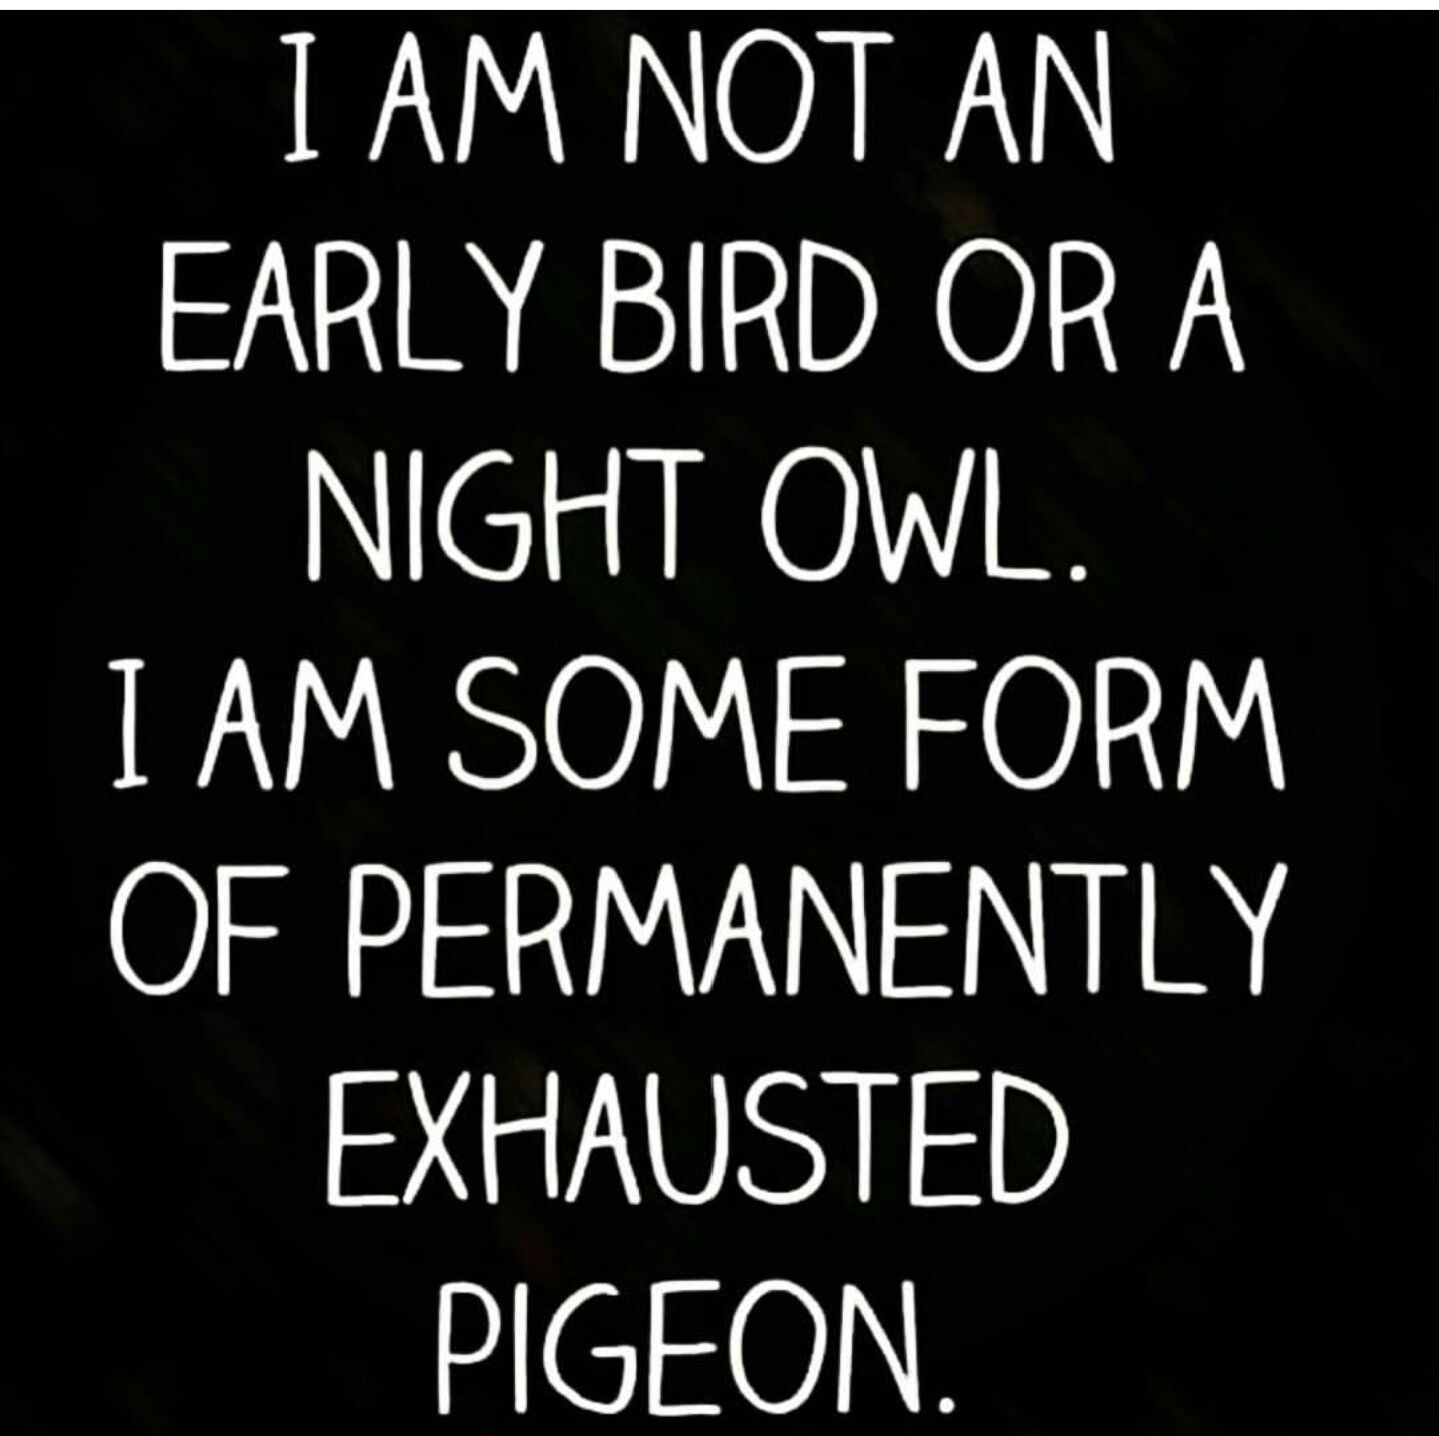 I AM NOT AN
EARLY BIRD OR A
NIGHT OWL.
I AM SOME FORM
OF PERMANENTLY
EXHAUSTED
PIGEON.